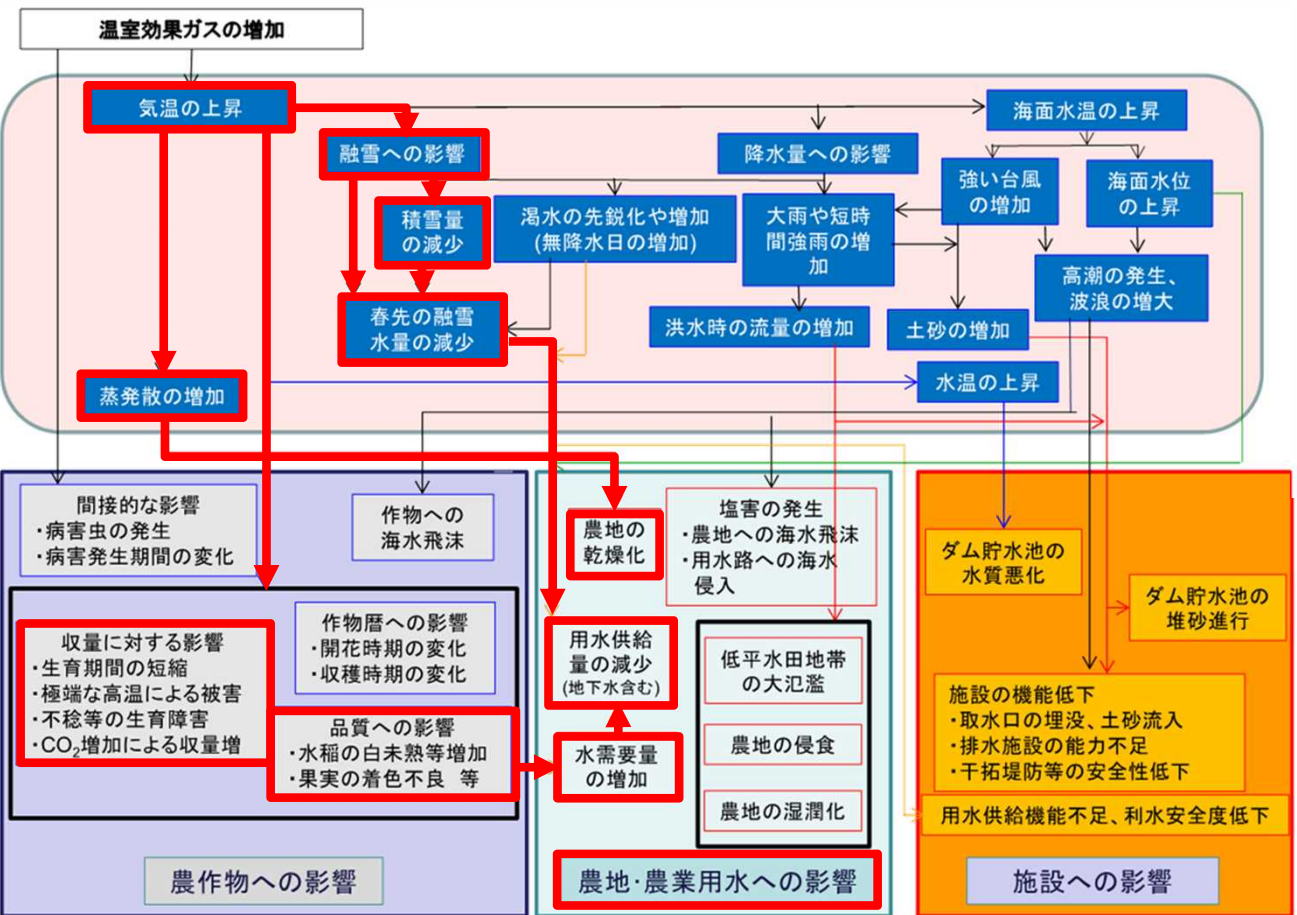 温室効果ガスの増加
気温の上昇
海面水温の上昇
融雪への影響
降水量への影響
強い台風
の増加
海面水位
の上昇
積雪量
の減少
渇水の先鋭化や増加
(無降水日の増加)
大雨や短時
間強雨の増
加
高潮の発生、
波浪の増大
春先の融雪
水量の減少
洪水時の流量の増加
土砂の増加
蒸発散の増加
水温の上昇
間接的な影響
・病害虫の発生
・病害発生期間の変化
作物への
海水飛沫
農地の
乾燥化
塩害の発生
・農地への海水飛沫
・用水路への海水
侵入
ダム貯水池の
水質悪化
ダム貯水池の
堆砂進行
収量に対する影響
・生育期間の短縮
・極端な高温による被害
・不稔等の生育障害
・CO2増加による収量増
作物暦への影響
・開花時期の変化
・収穫時期の変化
品質への影響
・水稲の白未熟等増加
・果実の着色不良 等
用水供給
量の減少
(地下水含む)
水需要量
の増加
低平水田地帯
の大氾濫
農地の侵食
農地の湿潤化
施設の機能低下
・取水口の埋没、土砂流入
・排水施設の能力不足
・干拓堤防等の安全性低下
用水供給機能不足、利水安全度低下
農作物への影響
農地・農業用水への影響
施設への影響